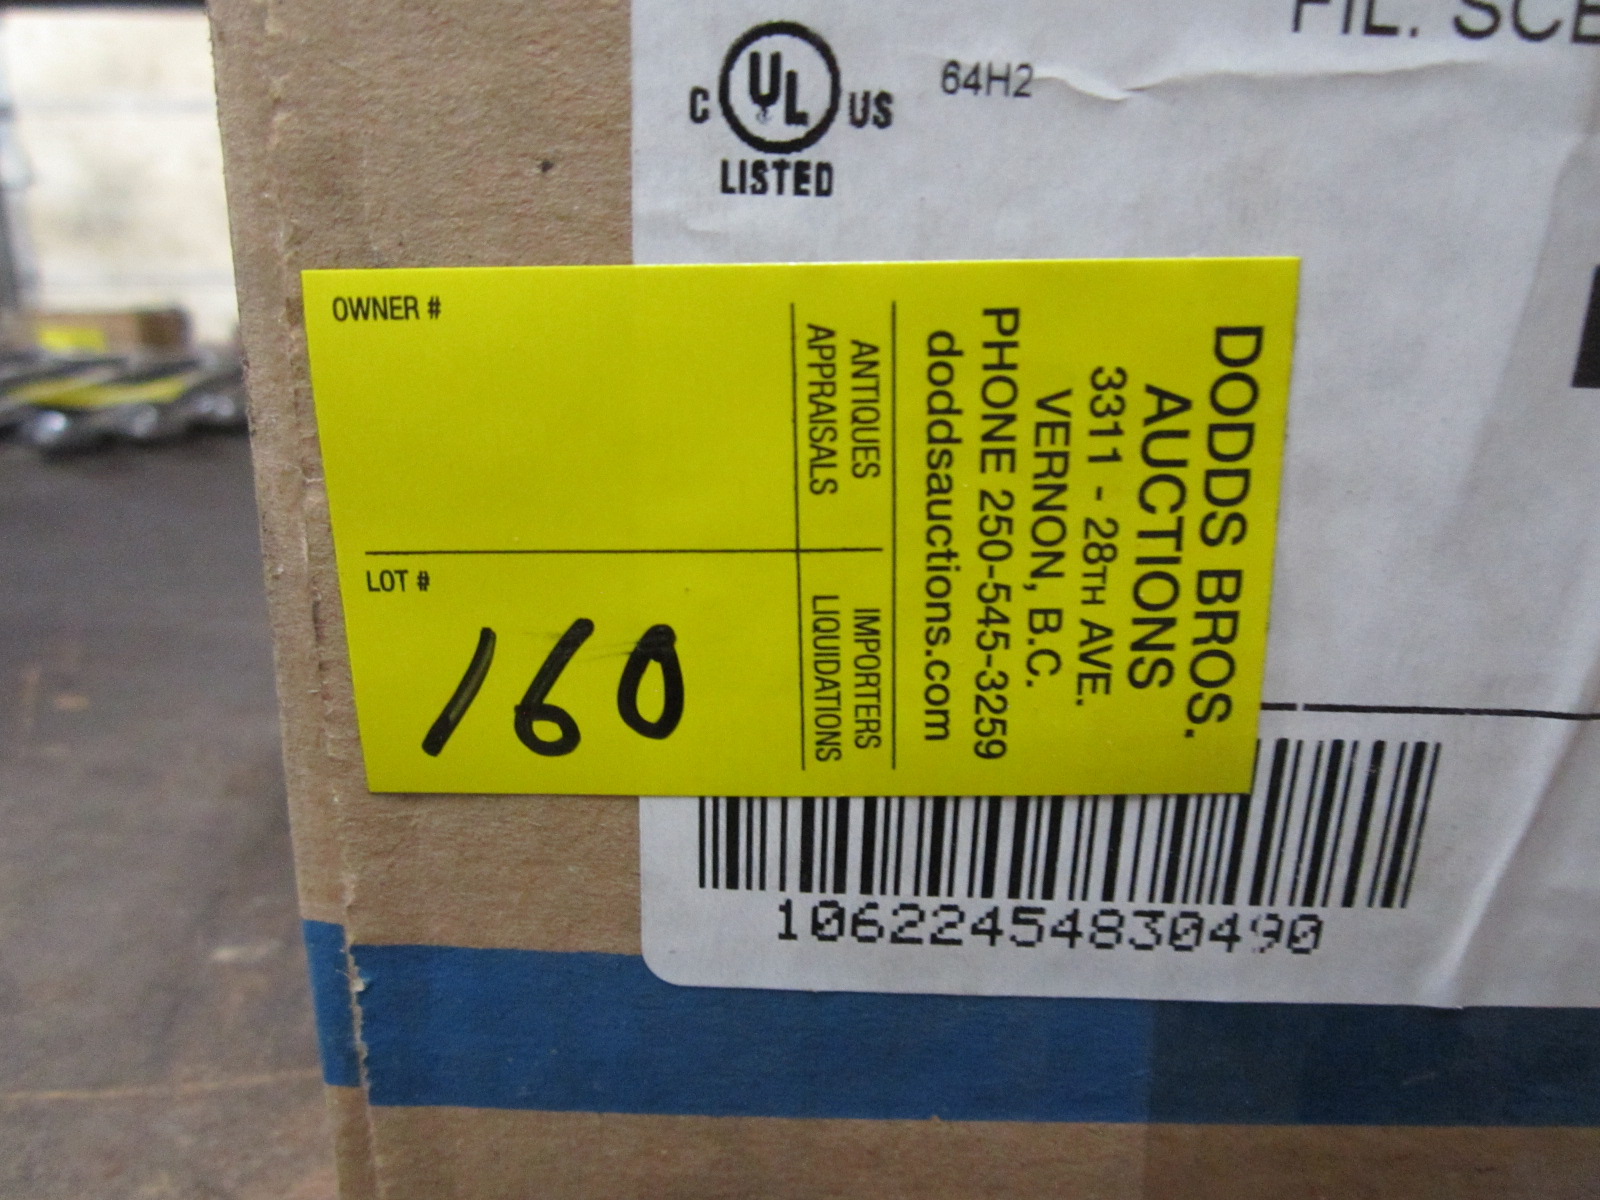 C UL US
LISTED
64H2
FIL.
OWNER #
LOT #
160
ANTIQUES
APPRAISALS
IMPORTERS
LIQUIDATIONS
DODDS BROS.
AUCTIONS
3311 - 28TH AVE.
VERNON, B.C.
PHONE 250-545-3259
doddsauctions.com
10622454830490